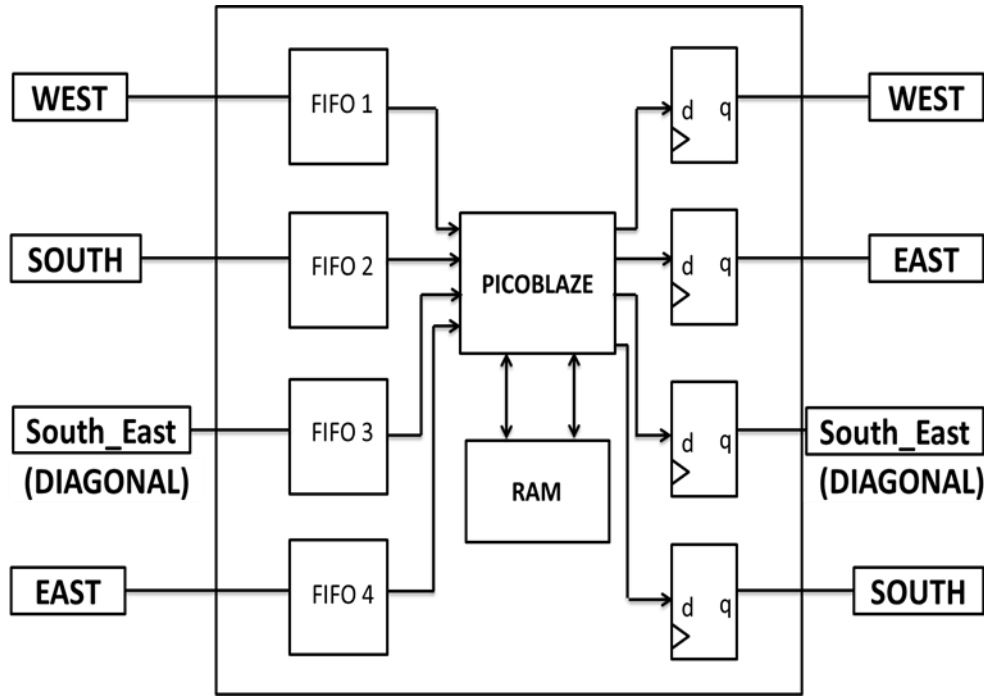 WEST
FIFO 1
d q
WEST
SOUTH
FIFO 2
PICOBLAZE
d q
EAST
South_East
(DIAGONAL)
FIFO 3
RAM
d q
South_East
(DIAGONAL)
EAST
FIFO 4
d q
SOUTH